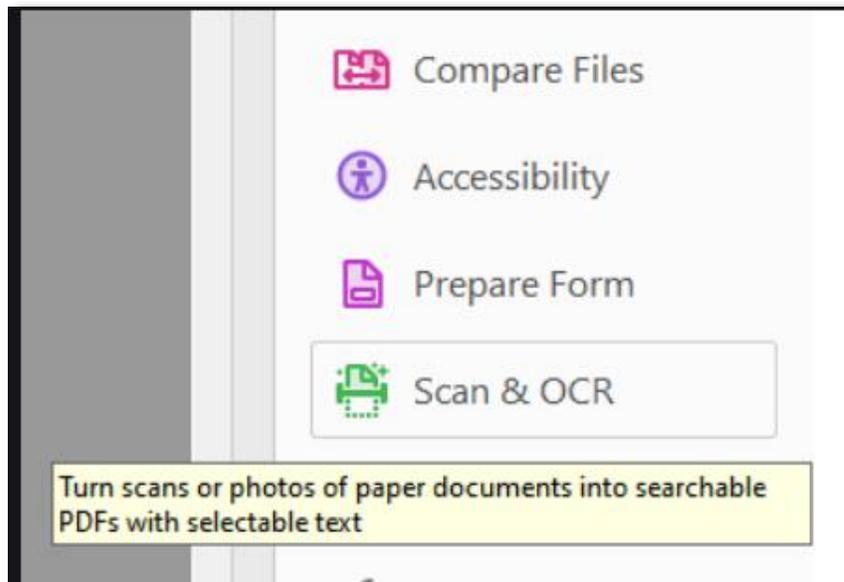 Compare Files
Accessibility
Prepare Form
Scan & OCR
Turn scans or photos of paper documents into searchable
PDFs with selectable text